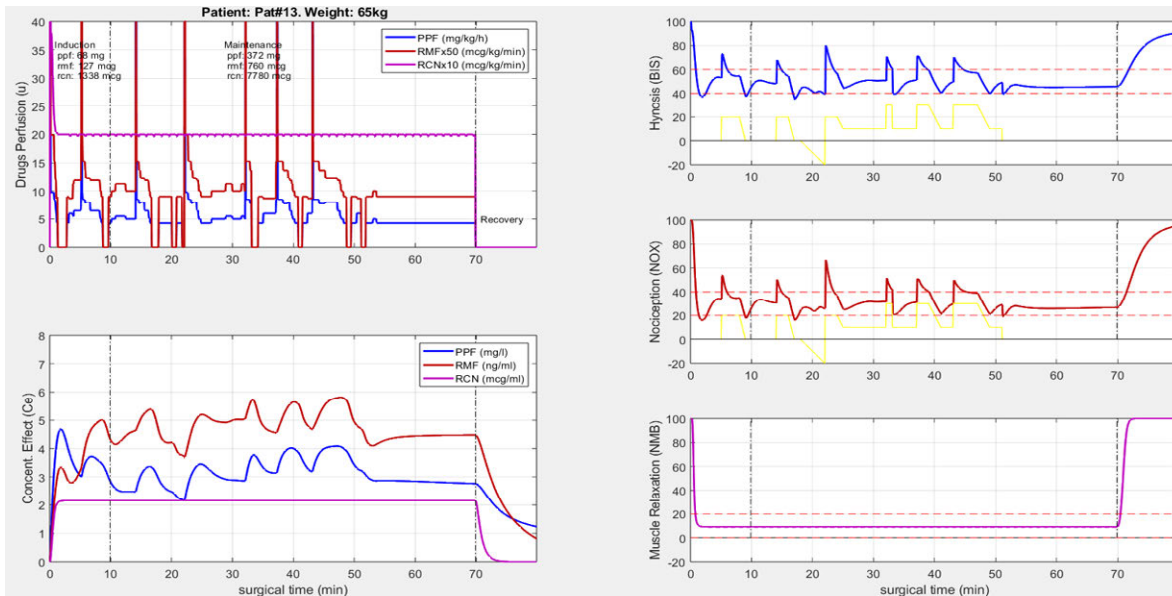 Patient: Pat#13. Weight: 65kg
40
35
30
25
20
15
10
5
0
Drugs Perfusion (u)
Induction
ppf: 68 mg
rmf: 127 mcg
rcn: 1338 mcg
Maintenance
ppf: 372 mg
rmf: 760 mcg
rcn: 7780 mcg
PPF (mg/kg/h)
RMFx50 (mcg/kg/min)
RCNx10 (mcg/kg/min)
Recovery
0 10 20 30 40 50 60 70
8
7
6
5
4
3
2
1
0
Concent. Effect (Ce)
PPF (mg/l)
RMF (ng/ml)
RCN (mcg/ml)
0 10 20 30 40 50 60 70
surgical time (min)
100
80
60
40
20
0
-20
Hyncsis (BIS)
0 10 20 30 40 50 60 70
100
80
60
40
20
0
-20
Nociception (NOX)
0 10 20 30 40 50 60 70
100
80
60
40
20
0
-20
Muscle Relaxation (NMB)
0 10 20 30 40 50 60 70
surgical time (min)